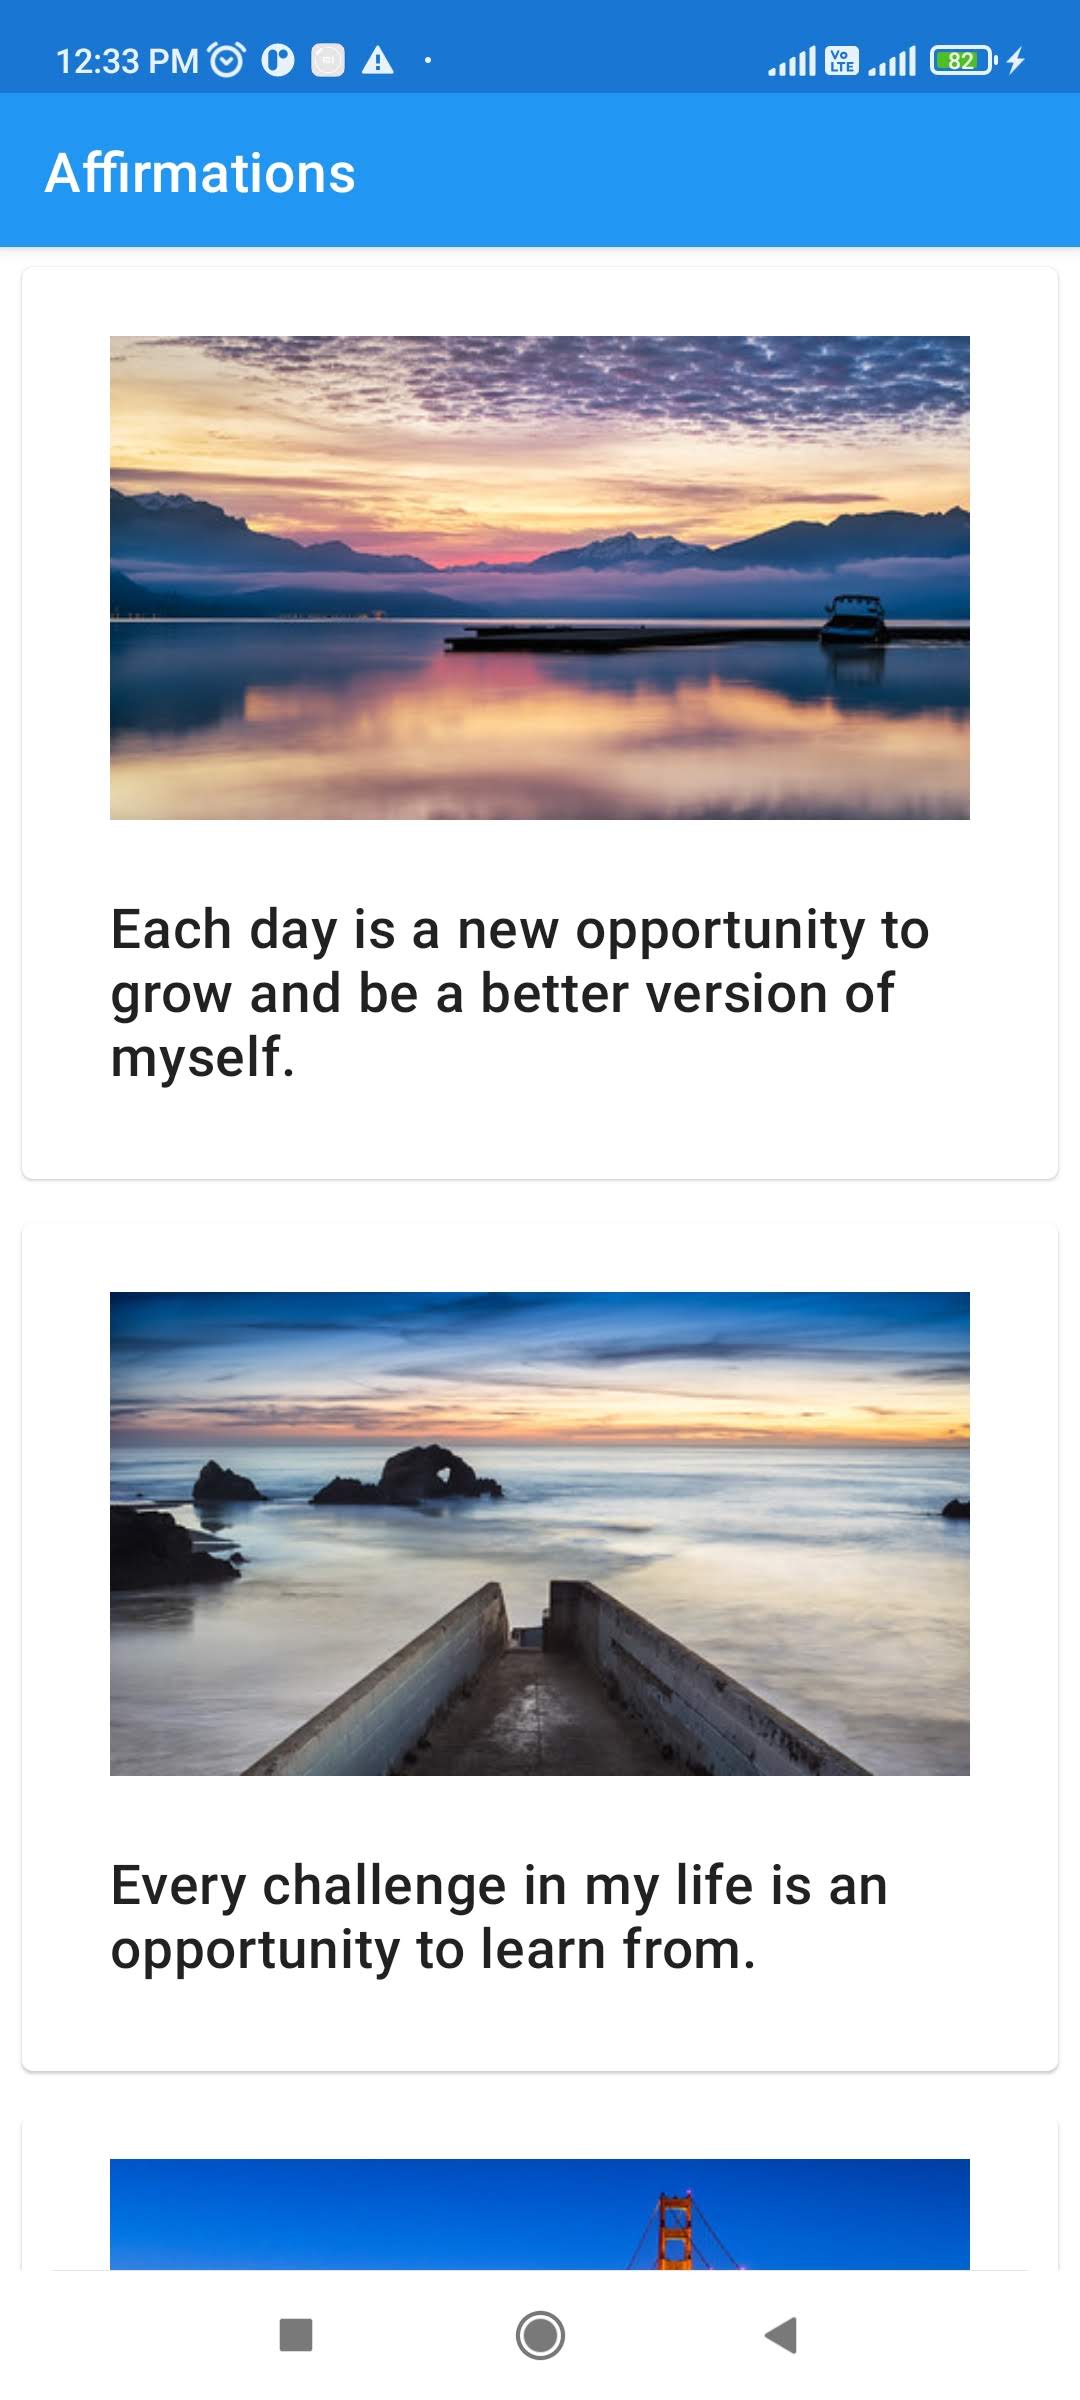 12:33 PM
Vo LTE
82
Affirmations
Each day is a new opportunity to
grow and be a better version of
myself.
Every challenge in my life is an
opportunity to learn from.